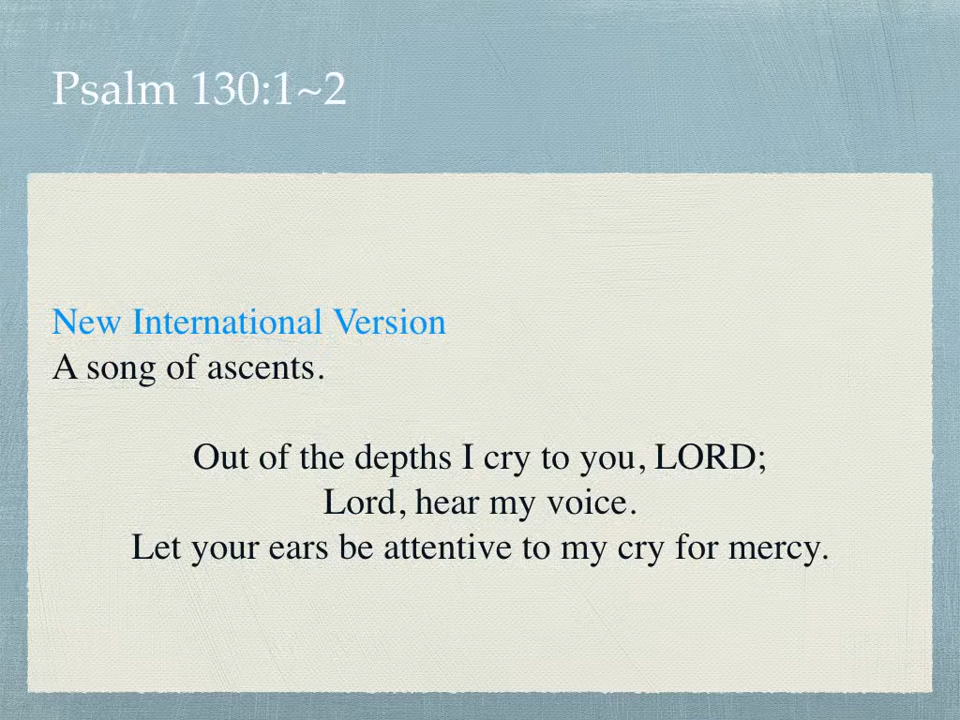 Psalm 130:1~2
New International Version
A song of ascents.
Out of the depths I cry to you, LORD;
Lord, hear my voice.
Let your ears be attentive to my cry for mercy.